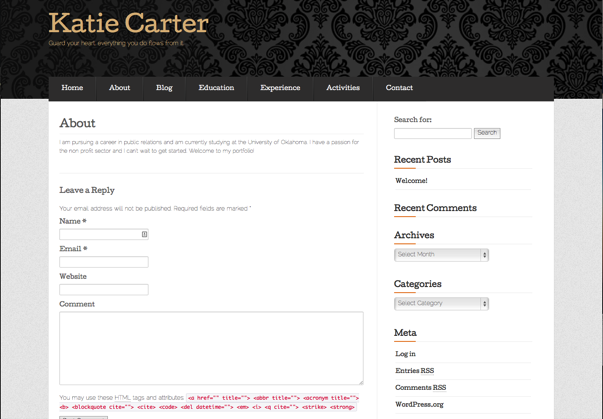 Katie Carter
Guard your heart, everything you do flows from it...
Home About Blog Education Experience Activities Contact
About
I am pursuing a career in public relations and am currently studying at the University of Oklahoma. I have a passion for
the non profit sector and I can't wait to get started. Welcome to my portfolio!
Leave a Reply
Your email address will not be published. Required fields are marked *
Name *
Email *
Website
Comment
You may use these HTML tags and attributes: <a href="" title=""> <abbr title=""> <acronym title="">
<b> <blockquote cite=""> <cite> <code> <del datetime=""> <em> <i> <q cite=""> <strike> <strong>
Search for:
Search
Recent Posts
Welcome!
Recent Comments
Archives
Select Month
Categories
Select Category
Meta
Log in
Entries RSS
Comments RSS
WordPress.org